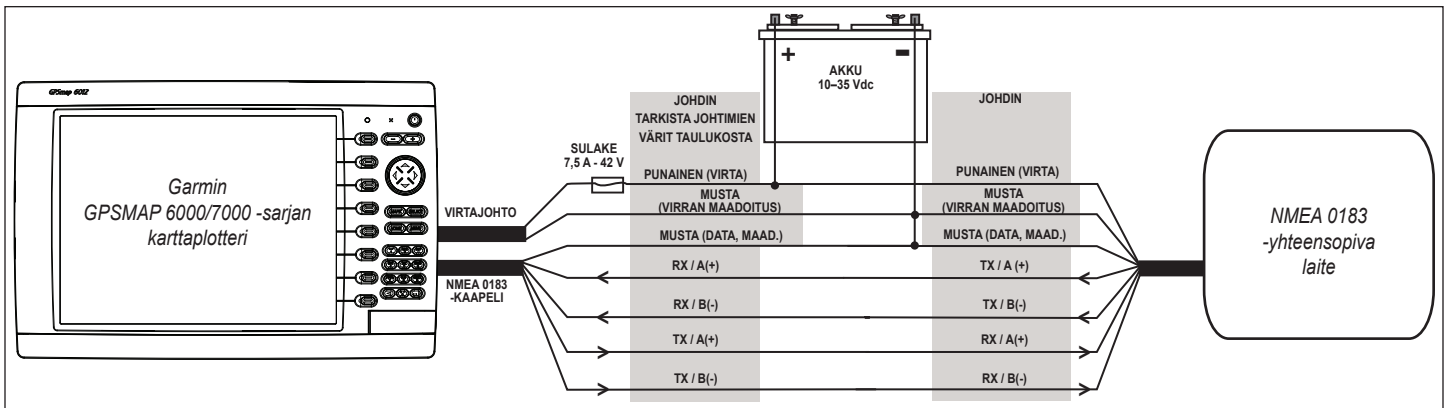 GPSmap 6012
Garmin
GPSMAP 6000/7000 -sarjan
karttaplotteri
VIRTAJOHTO
NMEA 0183
-KAAPELI
SULAKE
7,5 A - 42 V
JOHDIN
TARKISTA JOHTIMIEN
VÄRIT TAULUKOSTA
PUNAINEN (VIRTA)
MUSTA
(VIRRAN MAADOITUS)
MUSTA (DATA, MAAD.)
RX / A(+)
RX / B(-)
TX / A(+)
TX / B(-)
+ -
AKKU
10–35 Vdc
JOHDIN
PUNAINEN (VIRTA)
MUSTA
(VIRRAN MAADOITUS)
MUSTA (DATA, MAAD.)
TX / A (+)
TX / B(-)
RX / A(+)
RX / B(-)
NMEA 0183
-yhteensopiva
laite